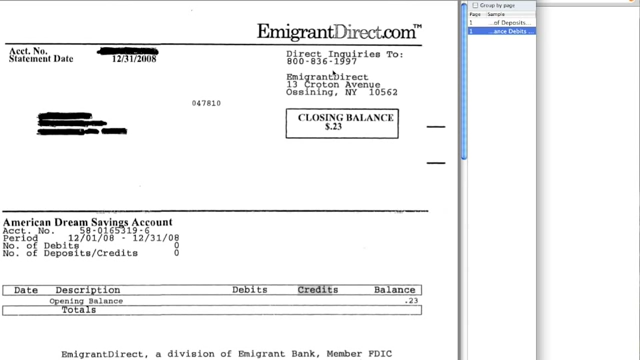 Group by page
Page Sample
1 ...of Deposits...
1 ...ance Debits ...
EmigrantDirect.com™
Acct. No.
Statement Date 12/31/2008
Direct Inquiries To:
800-836-1997
EmigrantDirect
13 Croton Avenue
Ossining, NY 10562
047810
CLOSING BALANCE
$.23
American Dream Savings Account
Acct. No. 58-0165319-6
Period 12/01/08 - 12/31/08
No. of Debits 0
No. of Deposits/Credits 0
Date Description Debits Credits Balance
Opening Balance .23
Totals
EmigrantDirect, a division of Emigrant Bank, Member FDIC